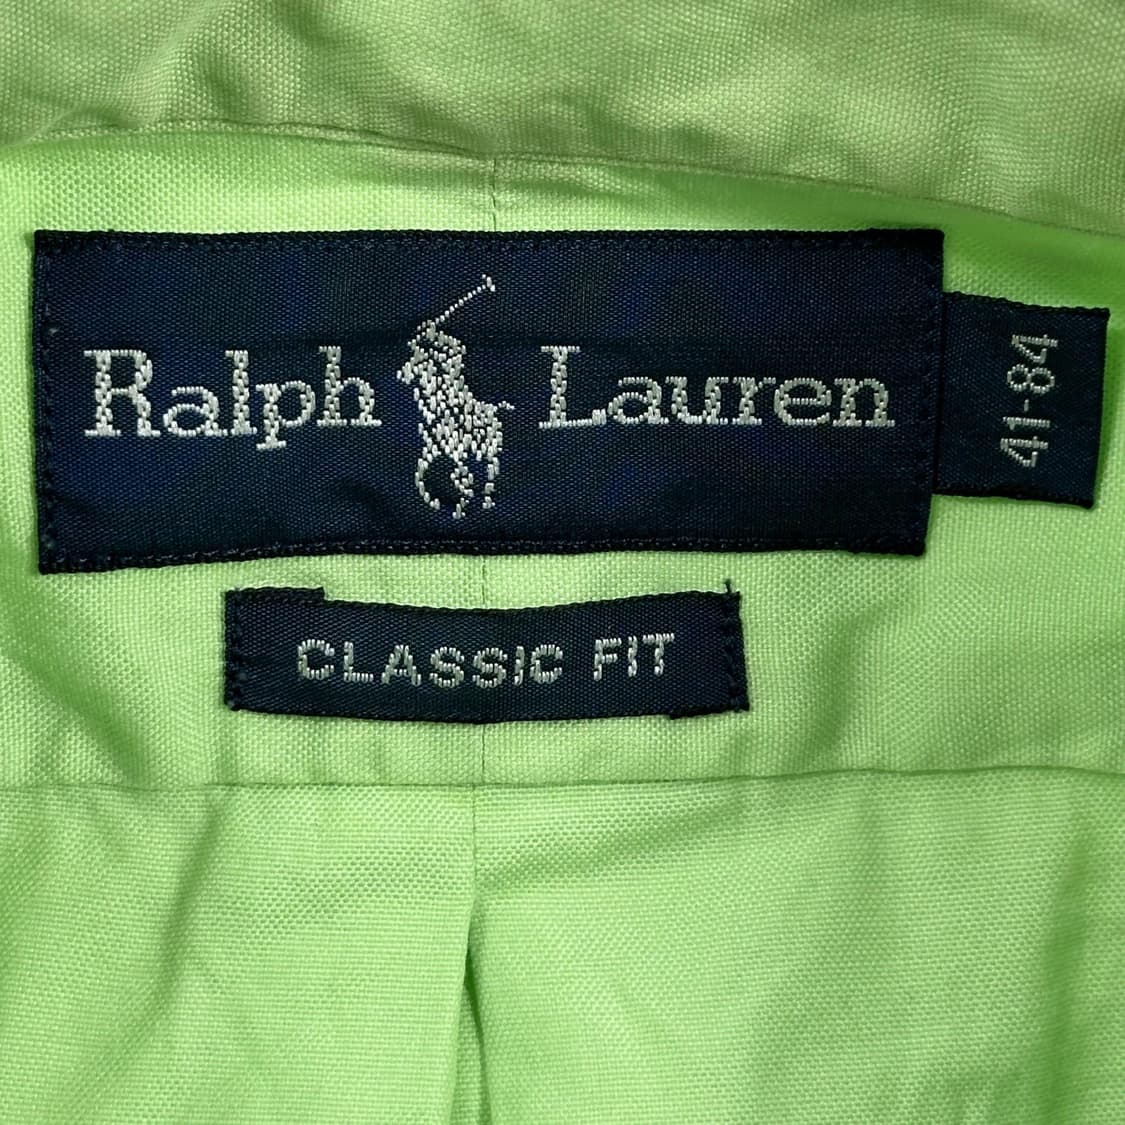 Ralph Lauren
41-84
CLASSIC FIT